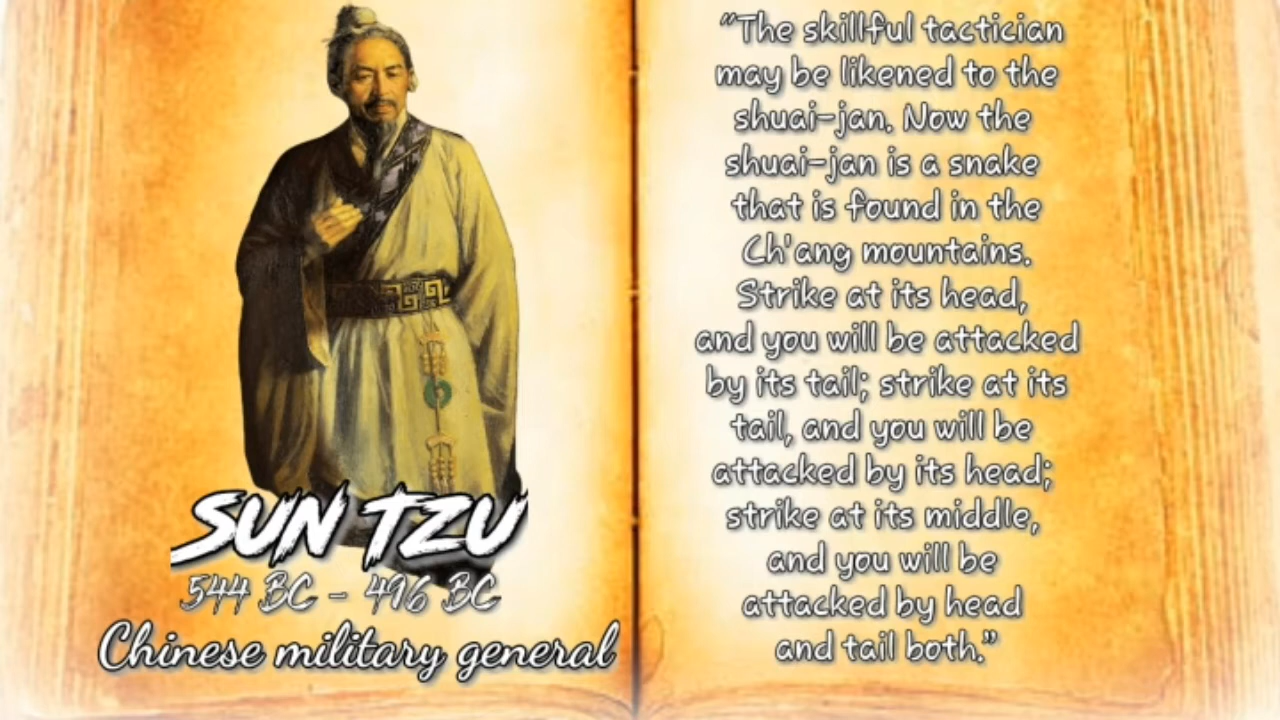 SUN TZU
544 BC - 496 BC
Chinese military general
"The skillful tactician
may be likened to the
shuai-jan. Now the
shuai-jan is a snake
that is found in the
Ch'ang mountains.
Strike at its head,
and you will be attacked
by its tail; strike at its
tail, and you will be
attacked by its head;
strike at its middle,
and you will be
attacked by head
and tail both."